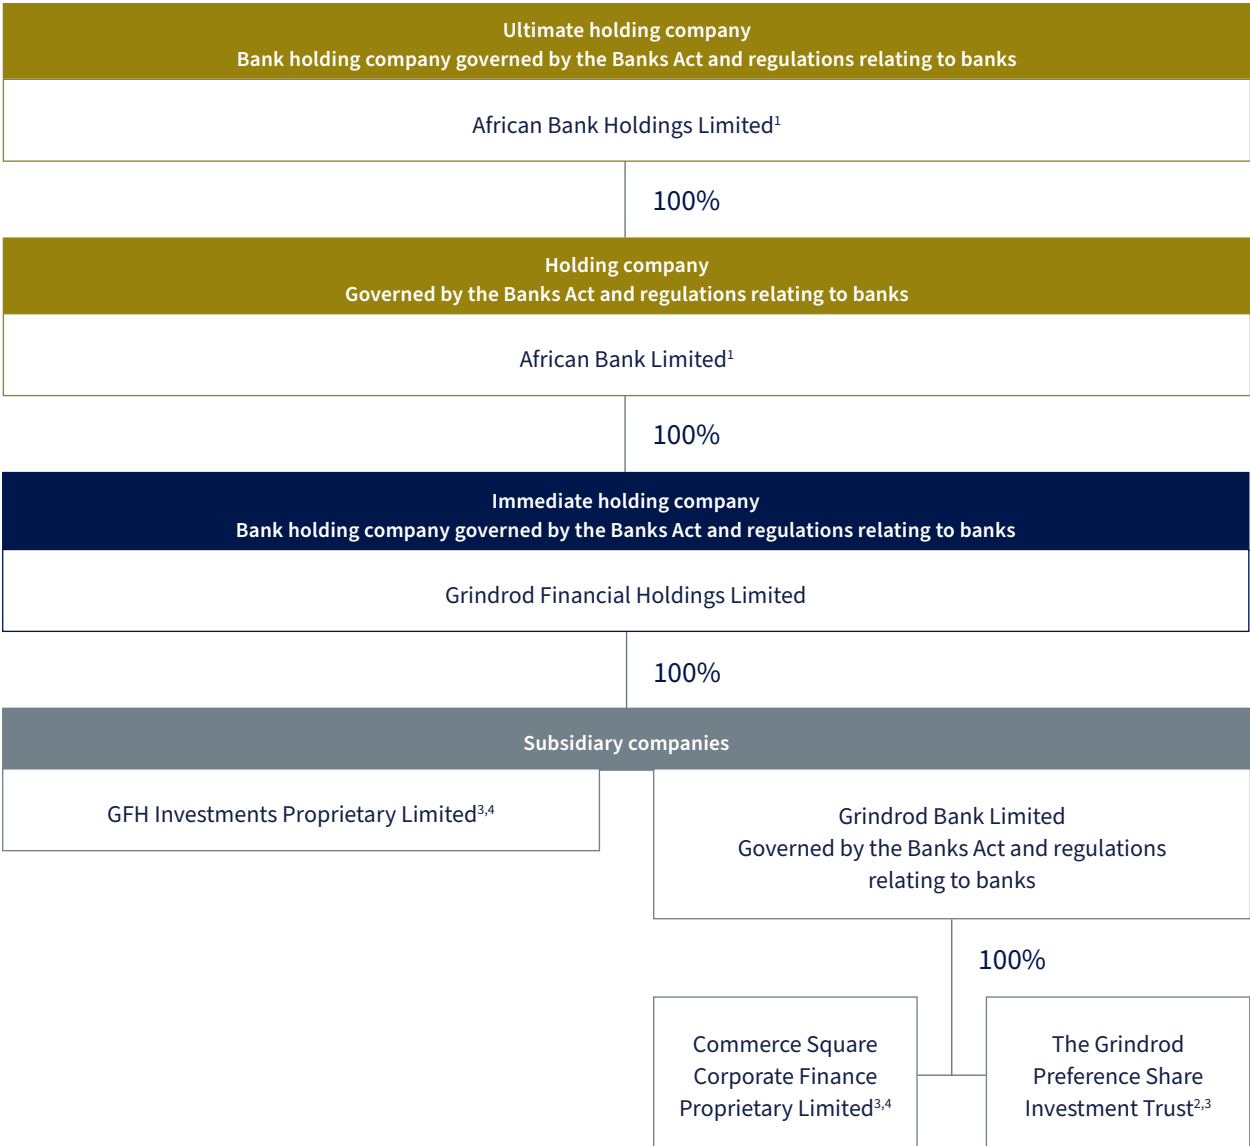 Ultimate holding company
Bank holding company governed by the Banks Act and regulations relating to banks
African Bank Holdings Limited¹
100%
Holding company
Governed by the Banks Act and regulations relating to banks
African Bank Limited¹
100%
Immediate holding company
Bank holding company governed by the Banks Act and regulations relating to banks
Grindrod Financial Holdings Limited
100%
Subsidiary companies
GFH Investments Proprietary Limited³,⁴
Grindrod Bank Limited
Governed by the Banks Act and regulations
relating to banks
100%
Commerce Square
Corporate Finance
Proprietary Limited³,⁴
The Grindrod
Preference Share
Investment Trust²,³